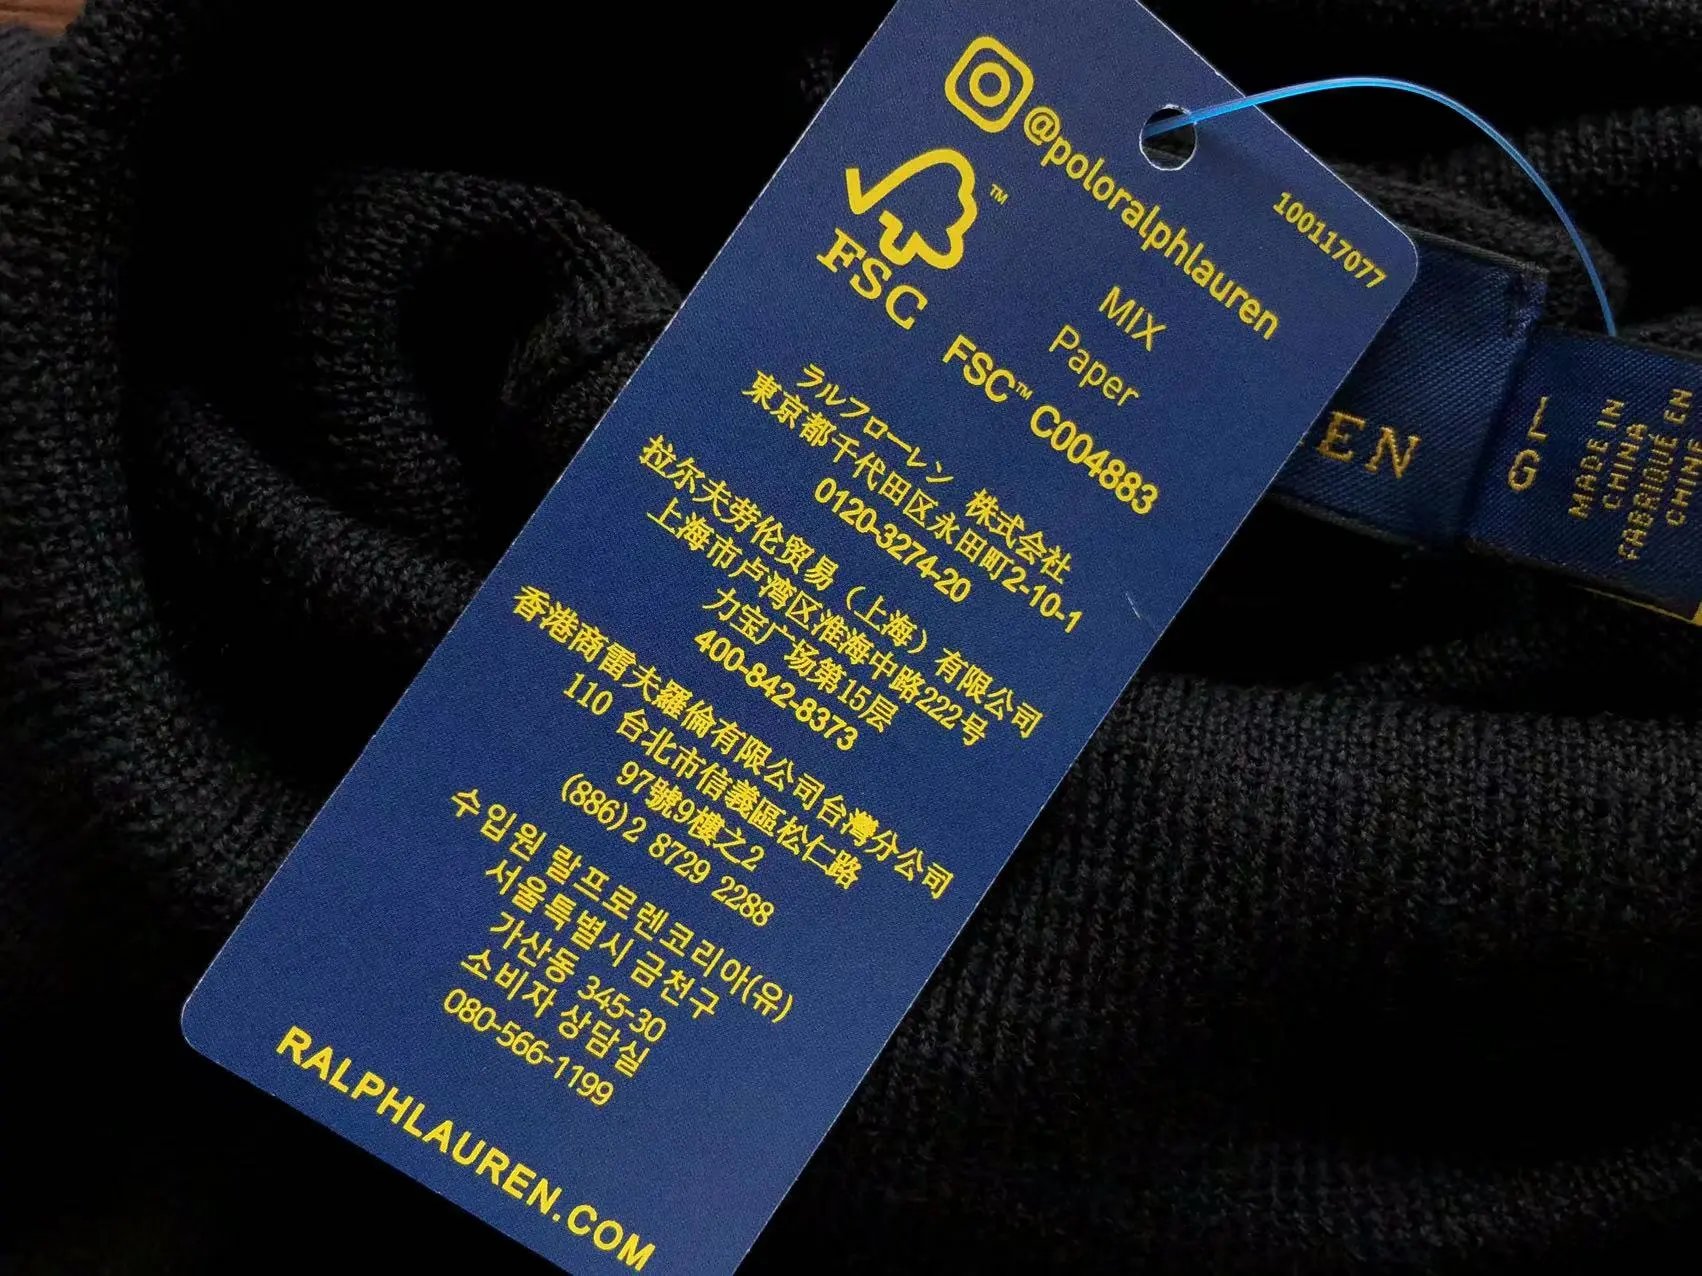 @poloralphlauren
100117077
FSC
MIX
Paper
FSC™ C004883
ラルフローレン 株式会社
東京都千代田区永田町2-10-1
0120-3274-20
拉尔夫劳伦贸易（上海）有限公司
上海市卢湾区淮海中路222号
力宝广场第15层
400-842-8373
香港商雷夫羅倫有限公司台灣分公司
110 台北市信義區松仁路
97號9樓之2
(886)2 8729 2288
수입원 랄프로렌코리아(유)
서울특별시 금천구
가산동 345-30
소비자 상담실
080-566-1199
RALPHLAUREN.COM
EN
L
G
MADE IN
CHINA
FABRIQUÉ EN
CHINE